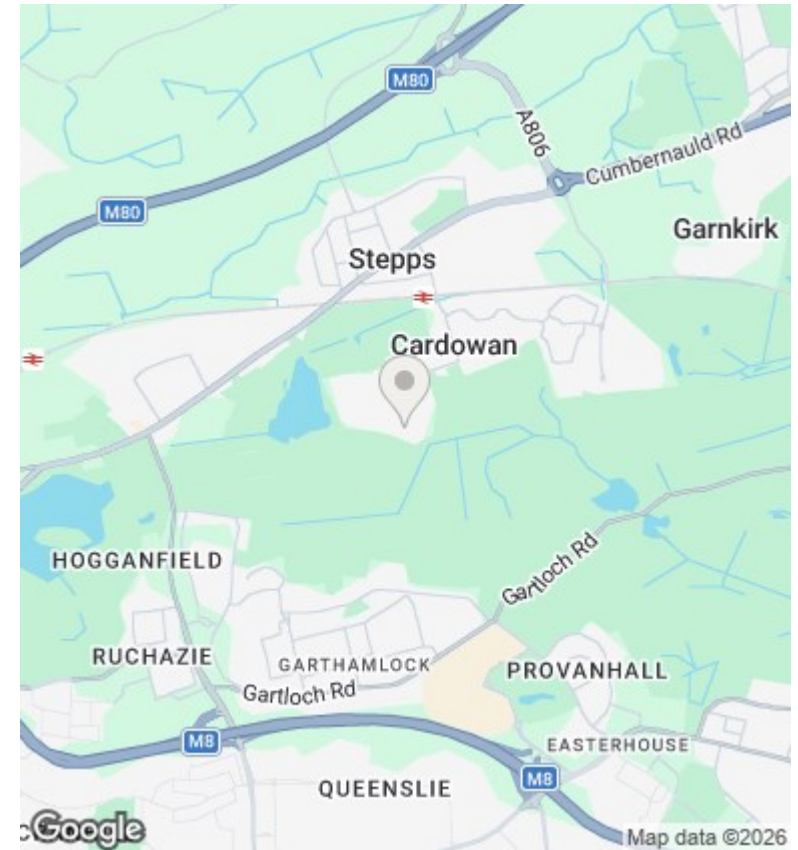 M80
A806
Cumbernauld Rd
M80
Garnkirk
Stepps
Cardowan
HOGGANFIELD
Gartloch Rd
RUCHAZIE
GARTHAMLOCK
PROVANHALL
Gartloch Rd
M8
EASTERHOUSE
M8
QUEENSLIE
Google
Map data ©2026